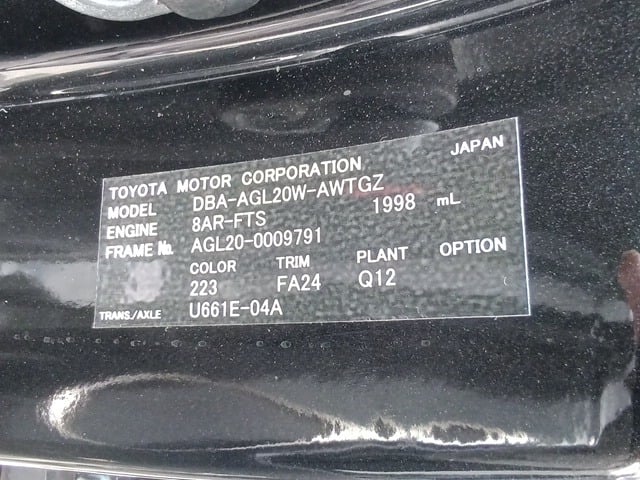 TOYOTA MOTOR CORPORATION JAPAN
MODEL DBA-AGL20W-AWTGZ
ENGINE 8AR-FTS 1998 mL
FRAME No. AGL20-0009791
COLOR TRIM PLANT OPTION
223 FA24 Q12
TRANS./AXLE U661E-04A